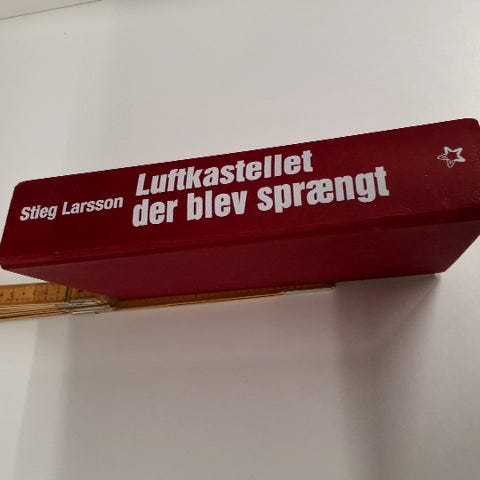 Stieg Larsson
Luftkastellet
der blev sprængt